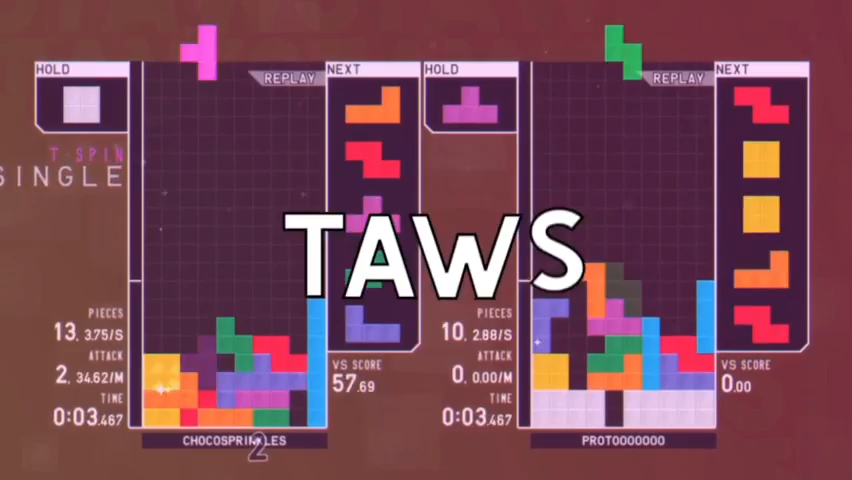 HOLD
REPLAY
NEXT
T-SPIN
SINGLE
PIECES
13, 3.75/S
ATTACK
2, 34.62/M
TIME
0:03.467
VS SCORE
57.69
CHOCOSPRINKLES
2
TAWS
HOLD
REPLAY
NEXT
PIECES
10, 2.88/S
ATTACK
0, 0.00/M
TIME
0:03.467
VS SCORE
0.00
PROTOOOOOOO